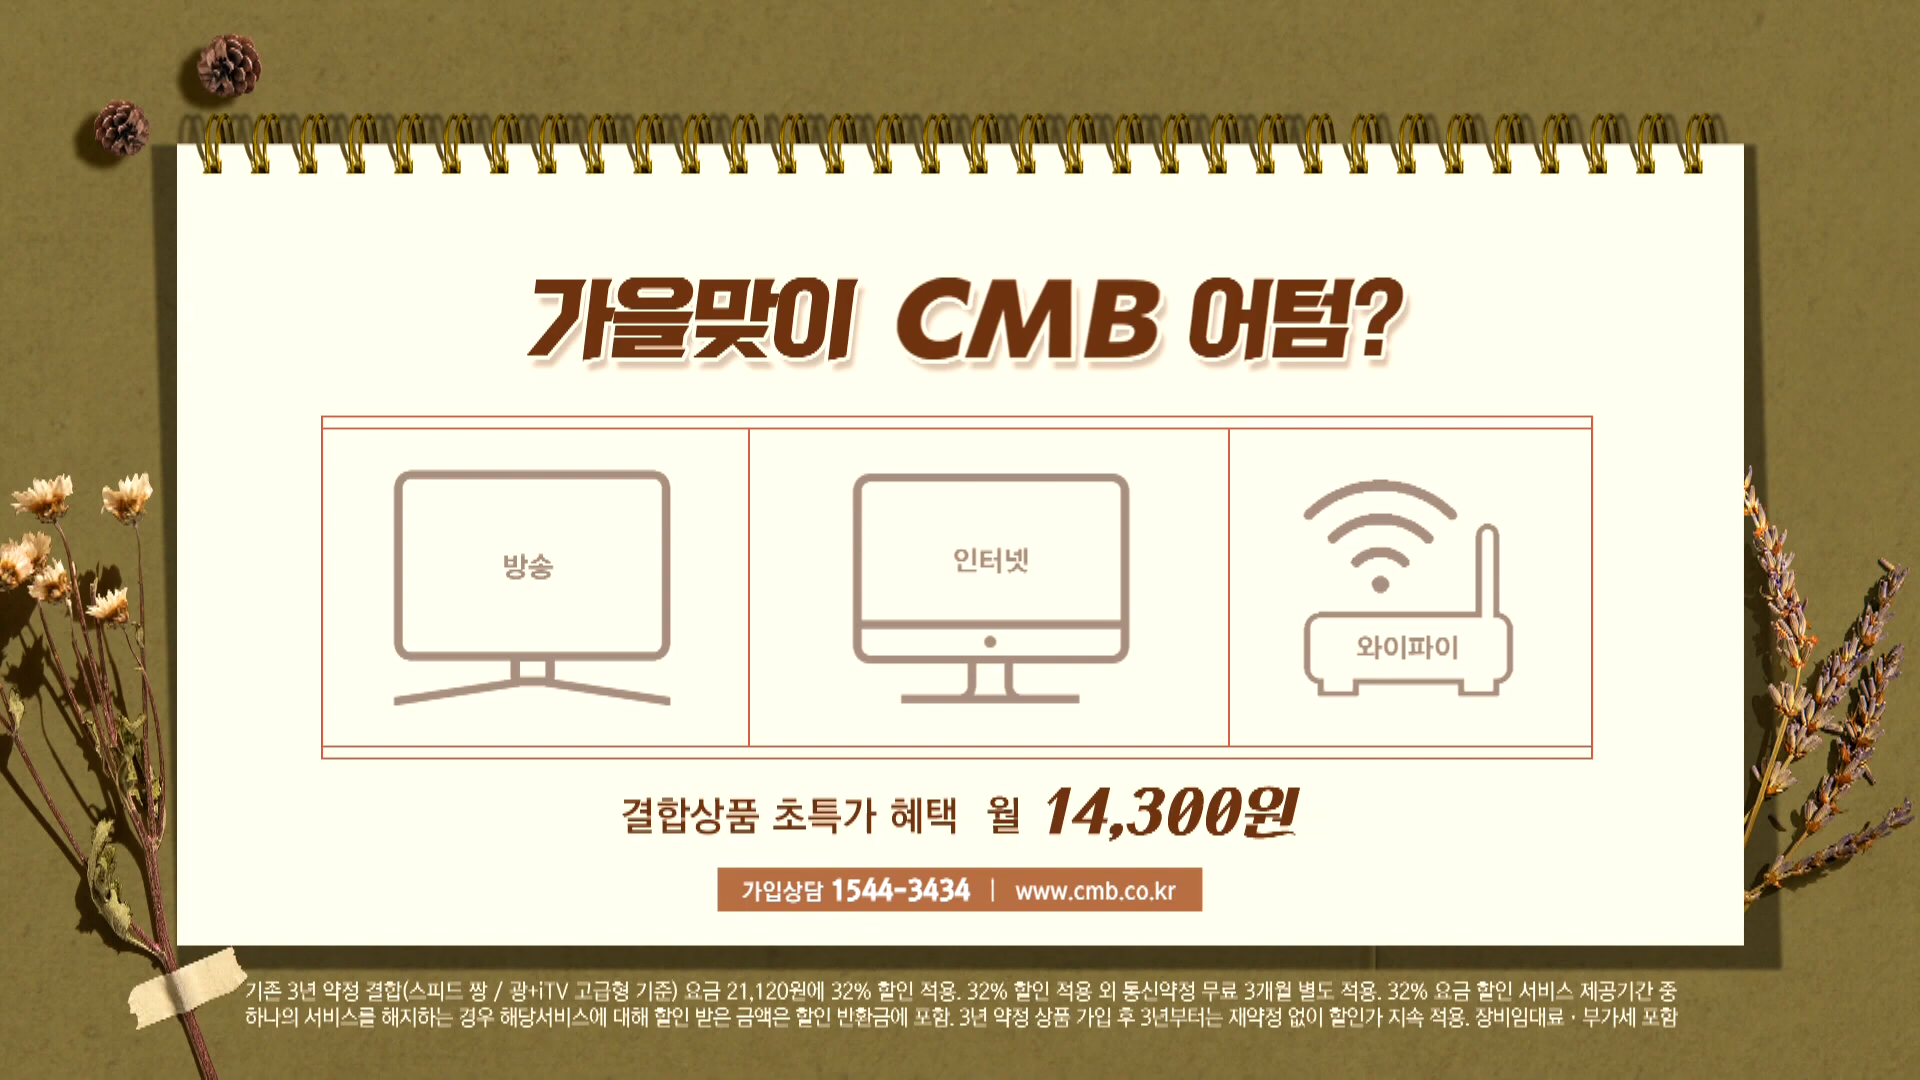 가을맞이 CMB 어텀?
방송
인터넷
와이파이
결합상품 초특가 혜택 월 14,300원
가입상담 1544-3434 | www.cmb.co.kr
기존 3년 약정 결합(스피드 짱 / 광+iTV 고급형 기준) 요금 21,120원에 32% 할인 적용. 32% 할인 적용 외 통신약정 무료 3개월 별도 적용. 32% 요금 할인 서비스 제공기간 중
하나의 서비스를 해지하는 경우 해당서비스에 대해 할인 받은 금액은 할인 반환금에 포함. 3년 약정 상품 가입 후 3년부터는 재약정 없이 할인가 지속 적용. 장비임대료 · 부가세 포함